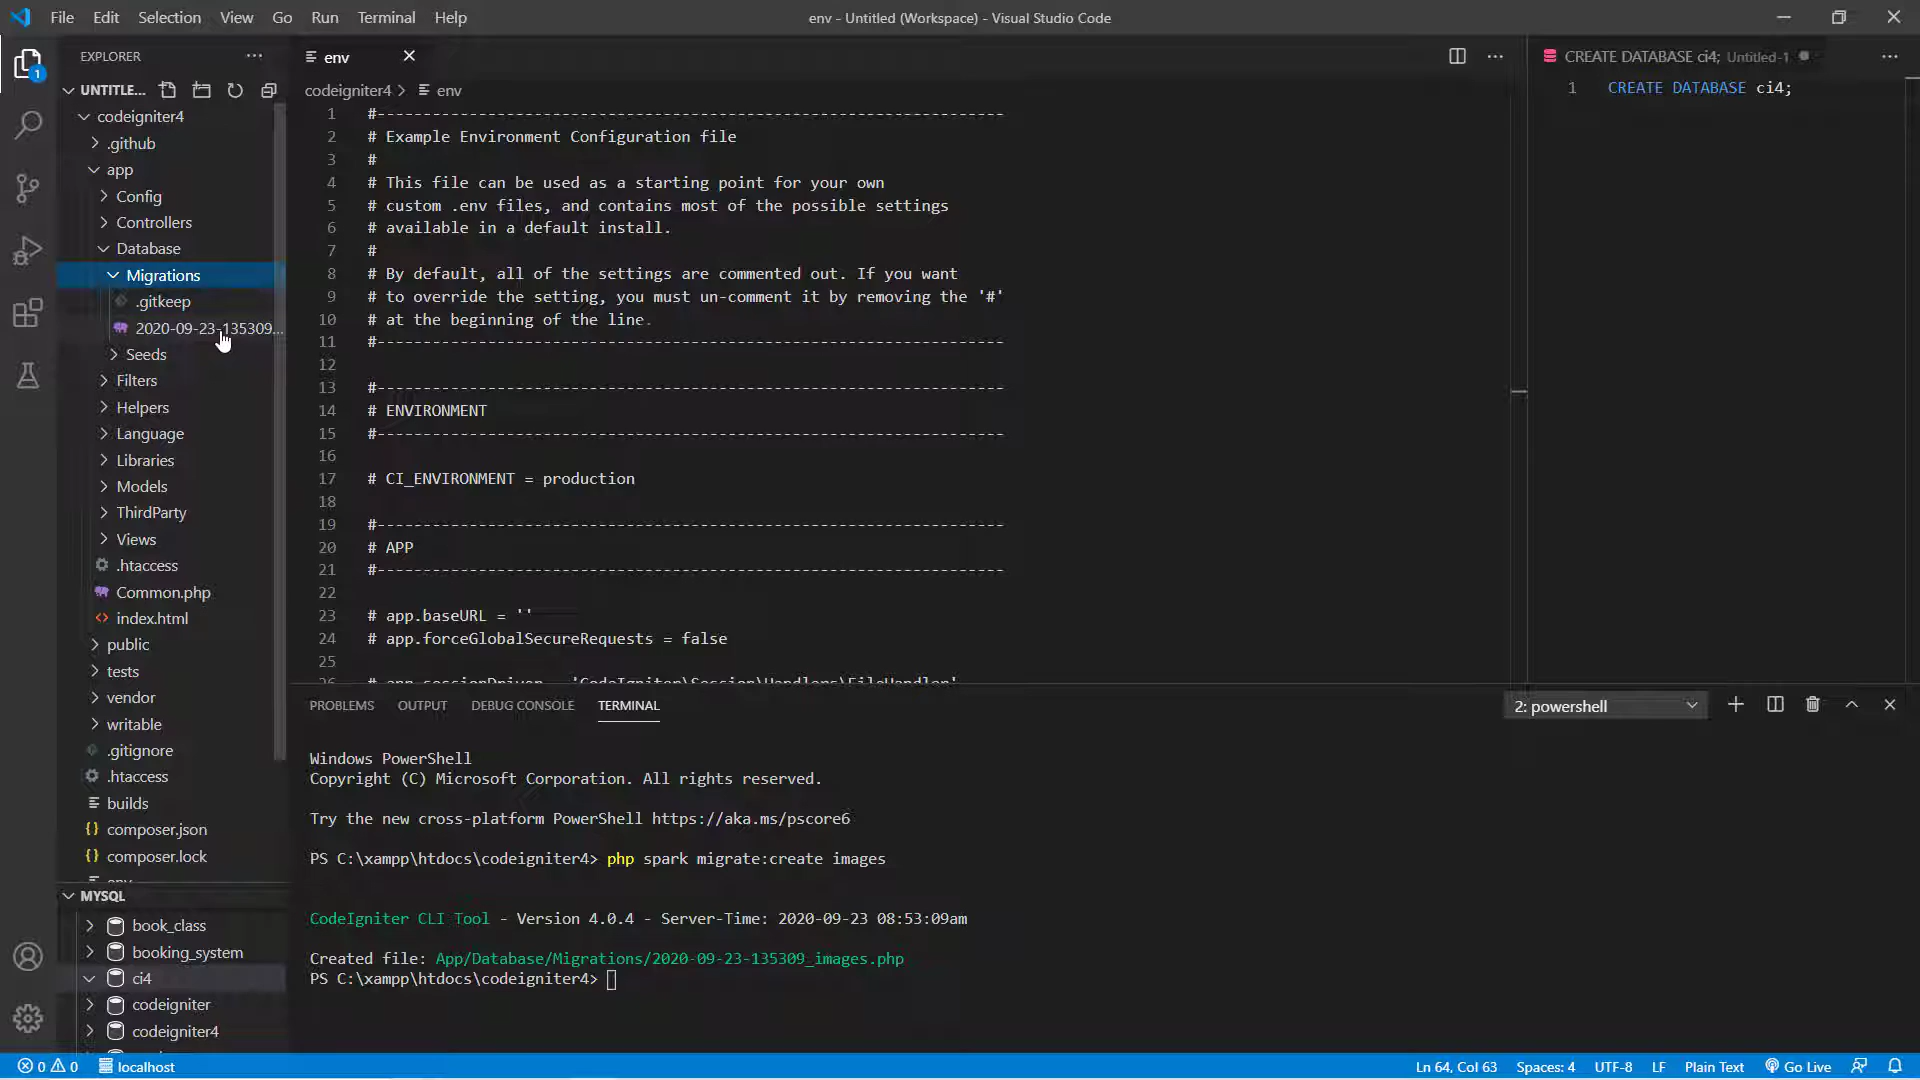 File Edit Selection View Go Run Terminal Help
env - Untitled (Workspace) - Visual Studio Code
EXPLORER
1
UNTITLE...
codeigniter4
.github
app
Config
Controllers
Database
Migrations
.gitkeep
2020-09-23-135309...
Seeds
Filters
Helpers
Language
Libraries
Models
ThirdParty
Views
.htaccess
Common.php
index.html
public
tests
vendor
writable
.gitignore
.htaccess
builds
composer.json
composer.lock
env
MYSQL
book_class
booking_system
ci4
codeigniter
codeigniter4
env
codeigniter4 > env
1 #---------------------------------------------------------------------
2 # Example Environment Configuration file
3 #
4 # This file can be used as a starting point for your own
5 # custom .env files, and contains most of the possible settings
6 # available in a default install.
7 #
8 # By default, all of the settings are commented out. If you want
9 # to override the setting, you must un-comment it by removing the '#'
10 # at the beginning of the line.
11 #---------------------------------------------------------------------
12
13 #---------------------------------------------------------------------
14 # ENVIRONMENT
15 #---------------------------------------------------------------------
16
17 # CI_ENVIRONMENT = production
18
19 #---------------------------------------------------------------------
20 # APP
21 #---------------------------------------------------------------------
22
23 # app.baseURL = ''
24 # app.forceGlobalSecureRequests = false
25
26 # app.sessionDriver = 'CodeIgniter\Session\Handlers\FileHandler'
CREATE DATABASE ci4; Untitled-1
1 CREATE DATABASE ci4;
PROBLEMS OUTPUT DEBUG CONSOLE TERMINAL
2: powershell
Windows PowerShell
Copyright (C) Microsoft Corporation. All rights reserved.
Try the new cross-platform PowerShell https://aka.ms/pscore6
PS C:\xampp\htdocs\codeigniter4> php spark migrate:create images
CodeIgniter CLI Tool - Version 4.0.4 - Server-Time: 2020-09-23 08:53:09am
Created file: App/Database/Migrations/2020-09-23-135309_images.php
PS C:\xampp\htdocs\codeigniter4>
0 0 localhost
Ln 64, Col 63 Spaces: 4 UTF-8 LF Plain Text Go Live